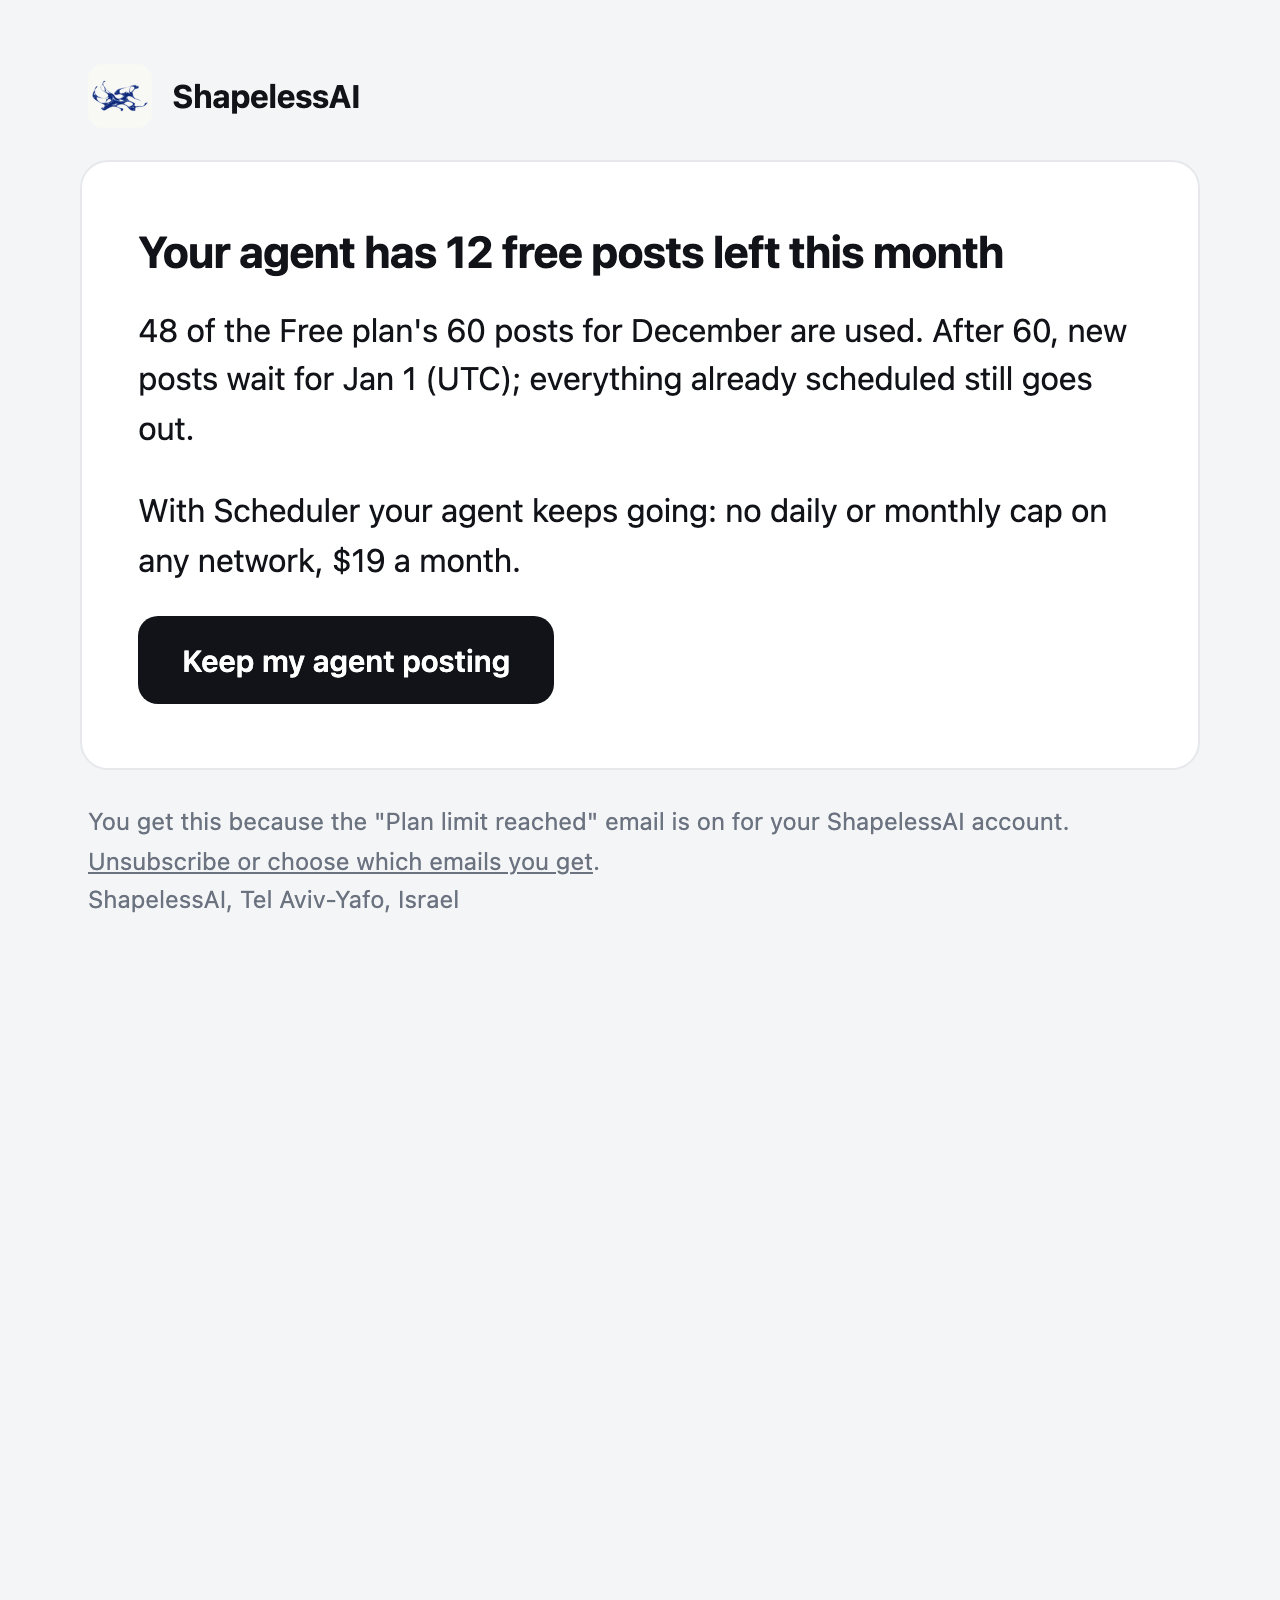 ShapelessAI
Your agent has 12 free posts left this month
48 of the Free plan's 60 posts for December are used. After 60, new
posts wait for Jan 1 (UTC); everything already scheduled still goes
out.
With Scheduler your agent keeps going: no daily or monthly cap on
any network, $19 a month.
Keep my agent posting
You get this because the "Plan limit reached" email is on for your ShapelessAI account.
Unsubscribe or choose which emails you get.
ShapelessAI, Tel Aviv-Yafo, Israel